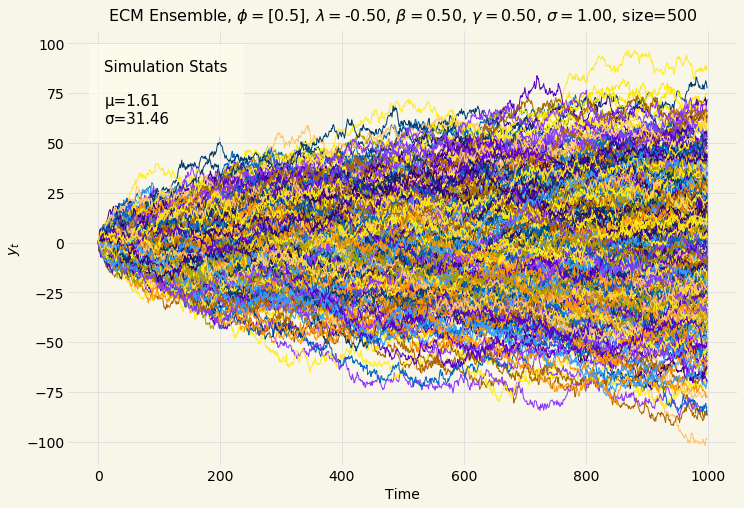 ECM Ensemble, ϕ = [0.5], λ = -0.50, β = 0.50, γ = 0.50, σ = 1.00, size=500
Simulation Stats
μ=1.61
σ=31.46
100
75
50
25
0
−25
−50
−75
−100
y_t
0 200 400 600 800 1000
Time